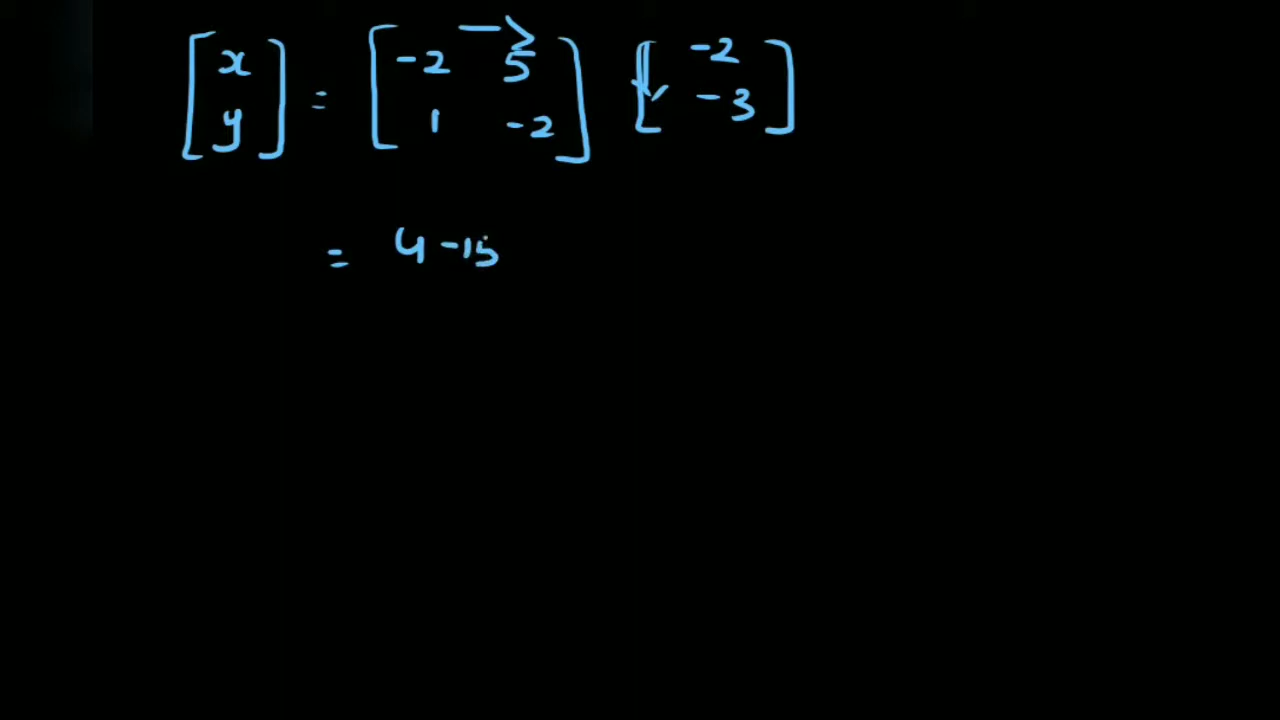 [x y] = [-2 5 1 -2] [-2 -3]
= 4 -15